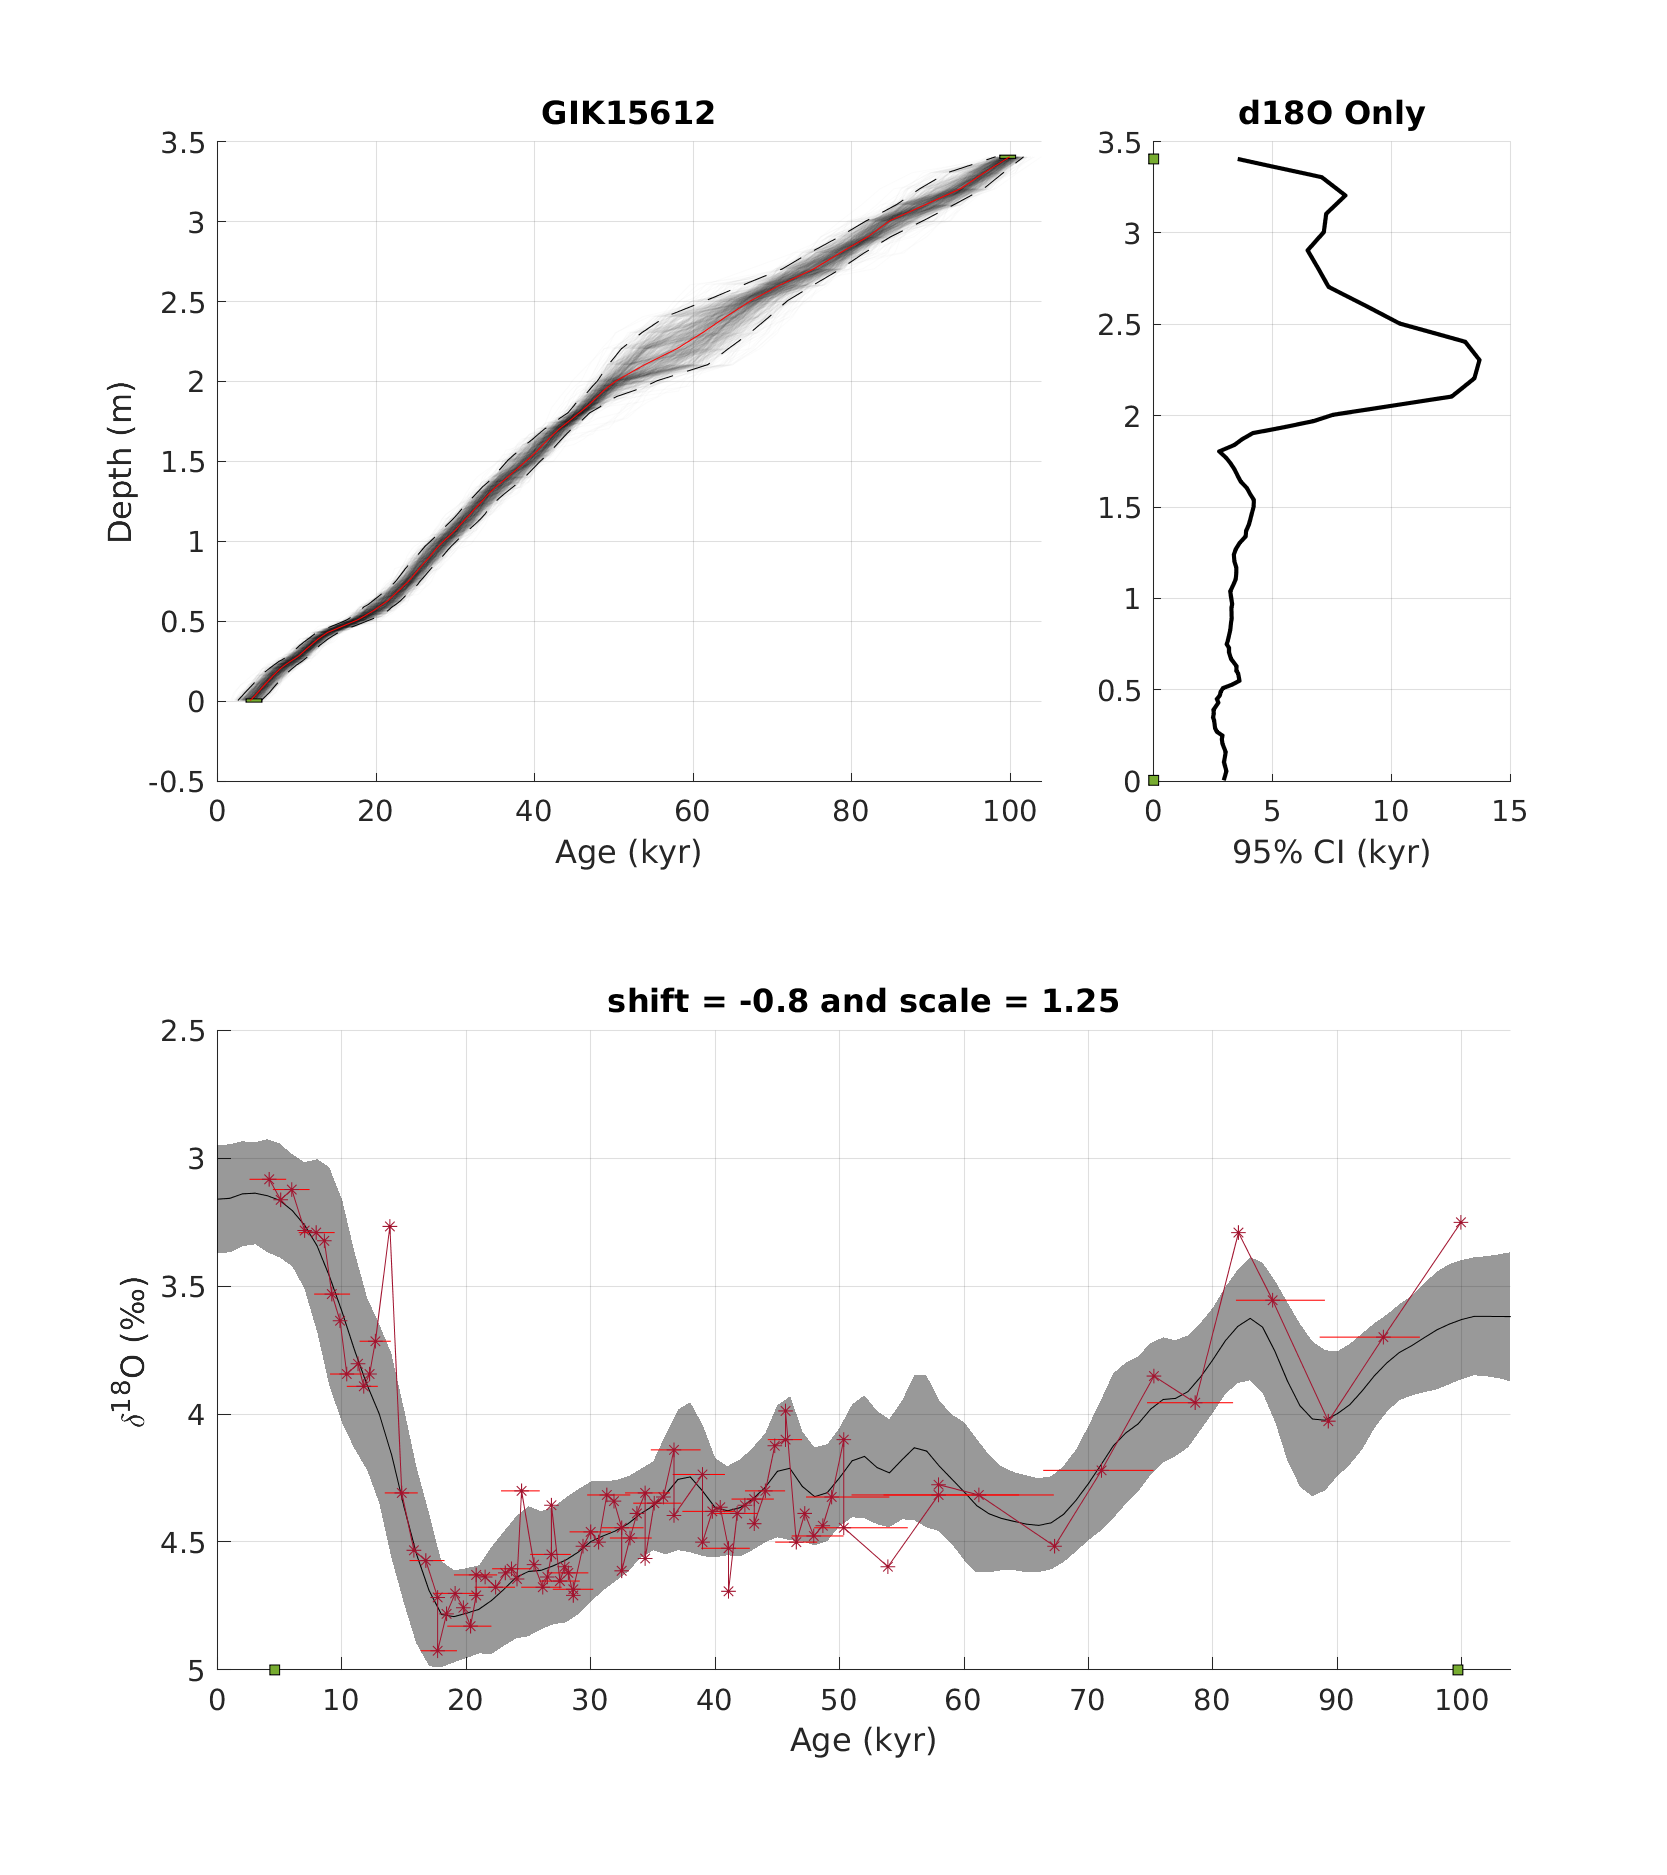 GIK15612
3.5
3
2.5
2
1.5
1
0.5
0
-0.5
Depth (m)
0 20 40 60 80 100
Age (kyr)
d18O Only
3.5
3
2.5
2
1.5
1
0.5
0
0 5 10 15
95% CI (kyr)
shift = -0.8 and scale = 1.25
2.5
3
3.5
4
4.5
5
δ18O (‰)
0 10 20 30 40 50 60 70 80 90 100
Age (kyr)